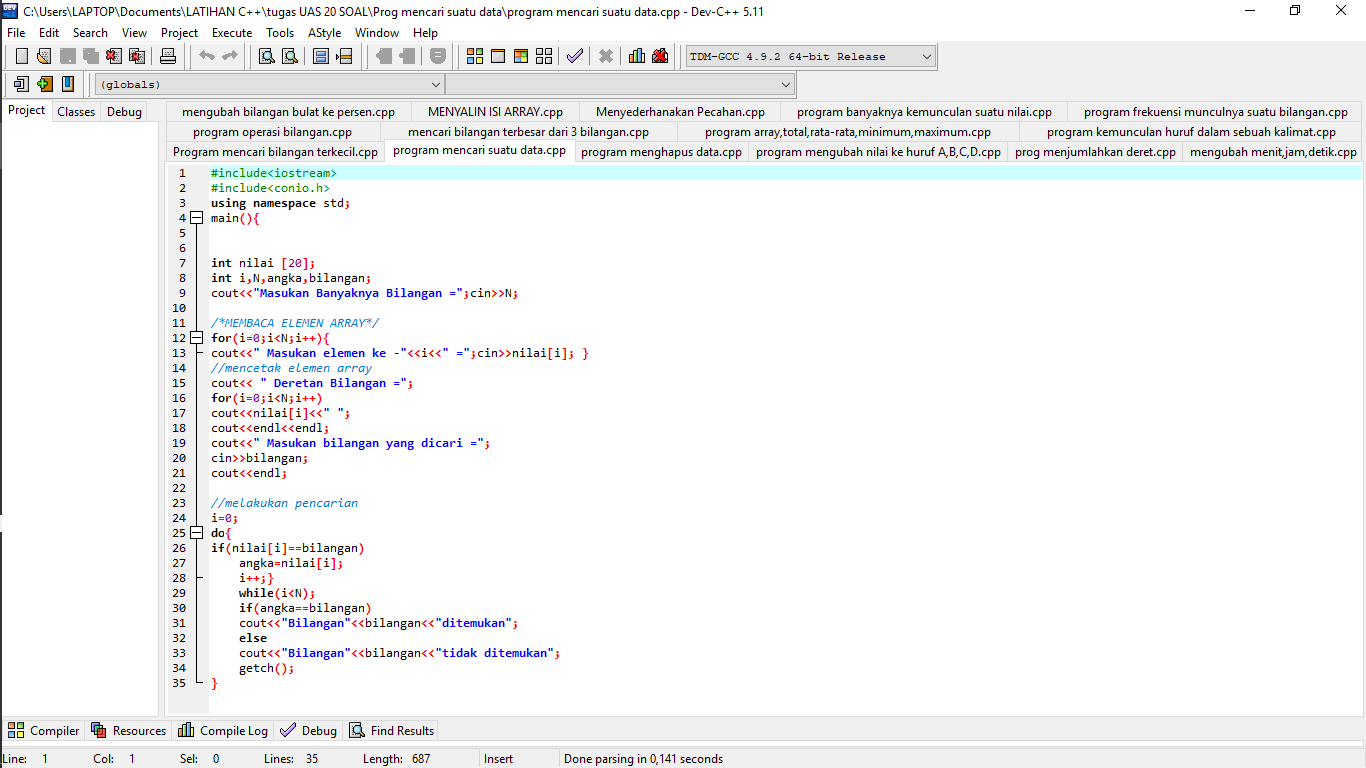 C:\Users\LAPTOP\Documents\LATIHAN C++\tugas UAS 20 SOAL\Prog mencari suatu data\program mencari suatu data.cpp - Dev-C++ 5.11
File Edit Search View Project Execute Tools AStyle Window Help
TDM-GCC 4.9.2 64-bit Release
(globals)
Project Classes Debug
mengubah bilangan bulat ke persen.cpp MENYALIN ISI ARRAY.cpp Menyederhanakan Pecahan.cpp program banyaknya kemunculan suatu nilai.cpp program frekuensi munculnya suatu bilangan.cpp
program operasi bilangan.cpp mencari bilangan terbesar dari 3 bilangan.cpp program array,total,rata-rata,minimum,maximum.cpp program kemunculan huruf dalam sebuah kalimat.cpp
Program mencari bilangan terkecil.cpp program mencari suatu data.cpp program menghapus data.cpp program mengubah nilai ke huruf A,B,C,D.cpp prog menjumlahkan deret.cpp mengubah menit,jam,detik.cpp
1 #include<iostream>
2 #include<conio.h>
3 using namespace std;
4 main(){
5
6
7 int nilai [20];
8 int i,N,angka,bilangan;
9 cout<<"Masukan Banyaknya Bilangan =";cin>>N;
10
11 /*MEMBACA ELEMEN ARRAY*/
12 for(i=0;i<N;i++){
13 cout<<" Masukan elemen ke -"<<i<<" =";cin>>nilai[i]; }
14 //mencetak elemen array
15 cout<< " Deretan Bilangan =";
16 for(i=0;i<N;i++)
17 cout<<nilai[i]<<" ";
18 cout<<endl<<endl;
19 cout<<" Masukan bilangan yang dicari =";
20 cin>>bilangan;
21 cout<<endl;
22
23 //melakukan pencarian
24 i=0;
25 do{
26 if(nilai[i]==bilangan)
27 angka=nilai[i];
28 i++;}
29 while(i<N);
30 if(angka==bilangan)
31 cout<<"Bilangan"<<bilangan<<"ditemukan";
32 else
33 cout<<"Bilangan"<<bilangan<<"tidak ditemukan";
34 getch();
35 }
Compiler Resources Compile Log Debug Find Results
Line: 1 Col: 1 Sel: 0 Lines: 35 Length: 687 Insert Done parsing in 0,141 seconds